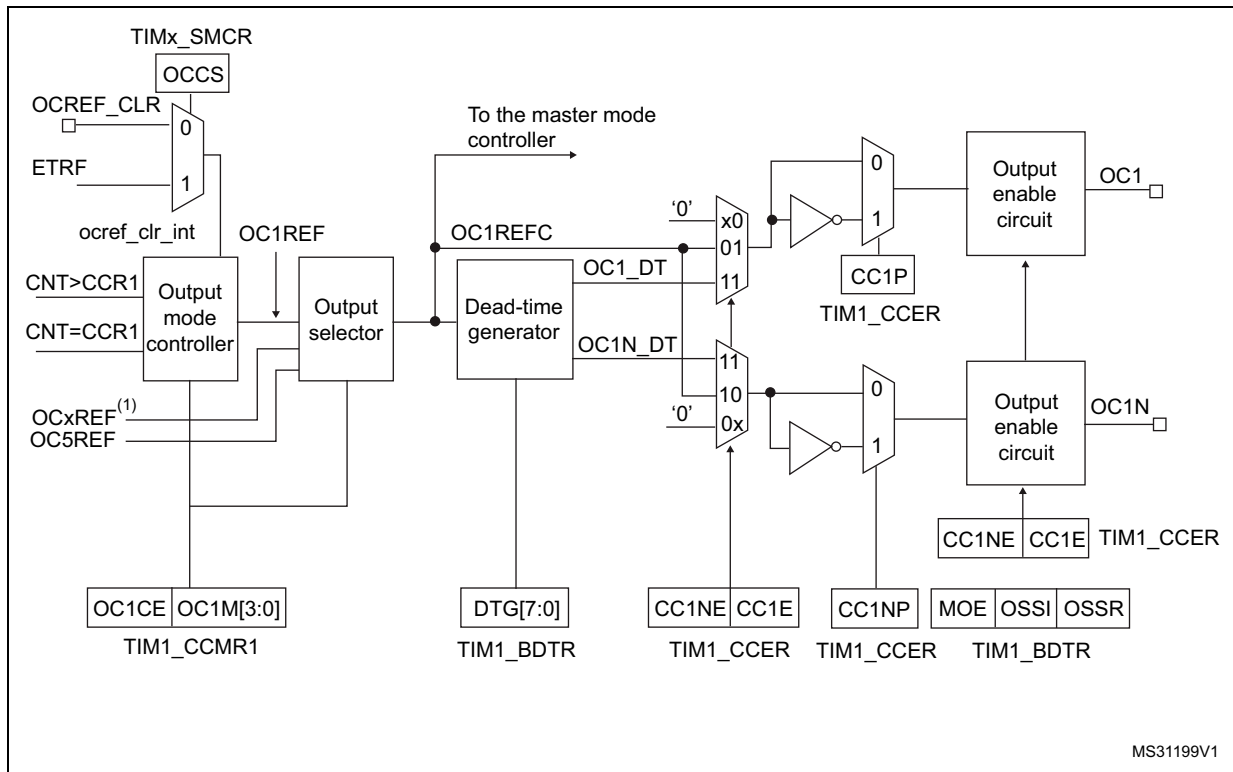 TIMx_SMCR
OCCS
OCREF_CLR
0
ETRF
1
ocref_clr_int
To the master mode
controller
OC1REF
OC1REFC
CNT>CCR1
CNT=CCR1
Output
mode
controller
Output
selector
OCxREF(1)
OC5REF
Dead-time
generator
OC1_DT
OC1N_DT
'0'
x0
01
11
11
10
0x
'0'
0
1
CC1P
TIM1_CCER
Output
enable
circuit
OC1
0
1
Output
enable
circuit
OC1N
CC1NE
CC1E
TIM1_CCER
OC1CE
OC1M[3:0]
TIM1_CCMR1
DTG[7:0]
TIM1_BDTR
CC1NE
CC1E
TIM1_CCER
CC1NP
TIM1_CCER
MOE
OSSI
OSSR
TIM1_BDTR
MS31199V1